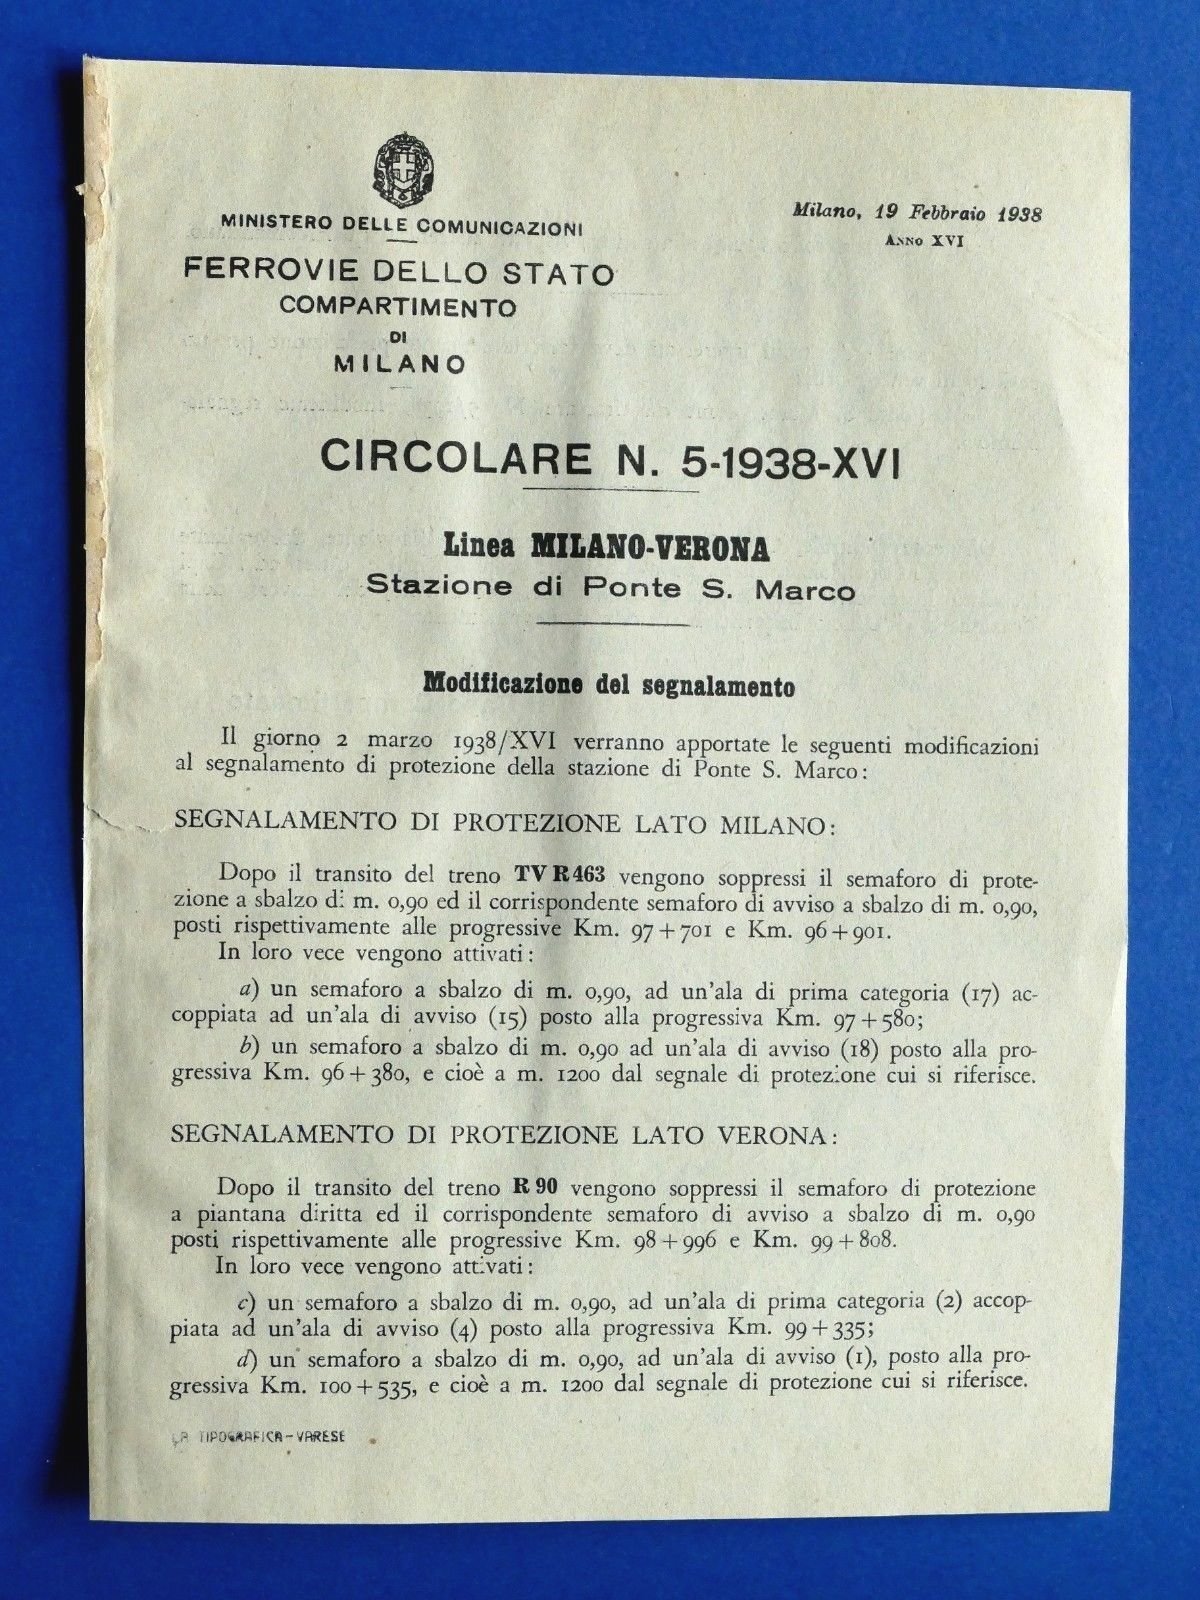 MINISTERO DELLE COMUNICAZIONI
FERROVIE DELLO STATO
COMPARTIMENTO
DI
MILANO
Milano, 19 Febbraio 1938
ANNO XVI
CIRCOLARE N. 5-1938-XVI
Linea MILANO-VERONA
Stazione di Ponte S. Marco
Modificazione del segnalamento
Il giorno 2 marzo 1938/XVI verranno apportate le seguenti modificazioni
al segnalamento di protezione della stazione di Ponte S. Marco:
SEGNALAMENTO DI PROTEZIONE LATO MILANO:
Dopo il transito del treno TV R 463 vengono soppressi il semaforo di prote-
zione a sbalzo di m. 0,90 ed il corrispondente semaforo di avviso a sbalzo di m. 0,90,
posti rispettivamente alle progressive Km. 97+701 e Km. 96+901.
In loro vece vengono attivati:
a) un semaforo a sbalzo di m. 0,90, ad un'ala di prima categoria (17) ac-
coppiata ad un'ala di avviso (15) posto alla progressiva Km. 97+580;
b) un semaforo a sbalzo di m. 0,90 ad un'ala di avviso (18) posto alla pro-
gressiva Km. 96+380, e cioè a m. 1200 dal segnale di protezione cui si riferisce.
SEGNALAMENTO DI PROTEZIONE LATO VERONA:
Dopo il transito del treno R 90 vengono soppressi il semaforo di protezione
a piantana diritta ed il corrispondente semaforo di avviso a sbalzo di m. 0,90
posti rispettivamente alle progressive Km. 98+996 e Km. 99+808.
In loro vece vengono attivati:
c) un semaforo a sbalzo di m. 0,90, ad un'ala di prima categoria (2) accop-
piata ad un'ala di avviso (4) posto alla progressiva Km. 99+335;
d) un semaforo a sbalzo di m. 0,90, ad un'ala di avviso (1), posto alla pro-
gressiva Km. 100+535, e cioè a m. 1200 dal segnale di protezione cui si riferisce.
LA TIPOGRAFICA-VARESE